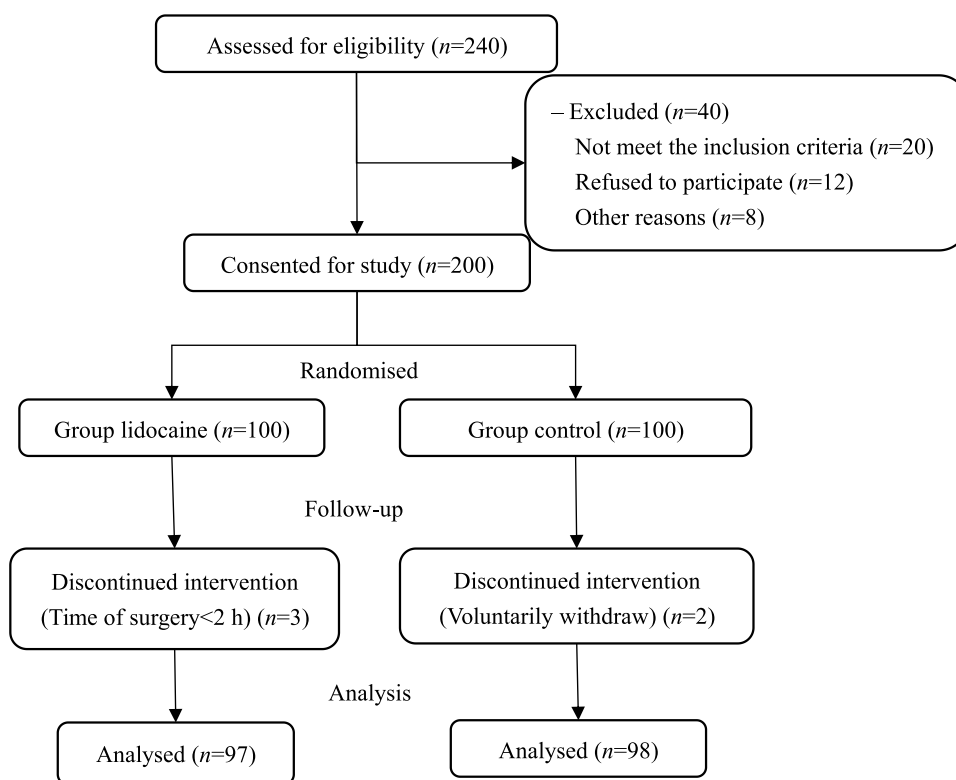 Assessed for eligibility (n=240)
– Excluded (n=40)
Not meet the inclusion criteria (n=20)
Refused to participate (n=12)
Other reasons (n=8)
Consented for study (n=200)
Randomised
Group lidocaine (n=100)
Group control (n=100)
Follow-up
Discontinued intervention
(Time of surgery<2 h) (n=3)
Discontinued intervention
(Voluntarily withdraw) (n=2)
Analysis
Analysed (n=97)
Analysed (n=98)